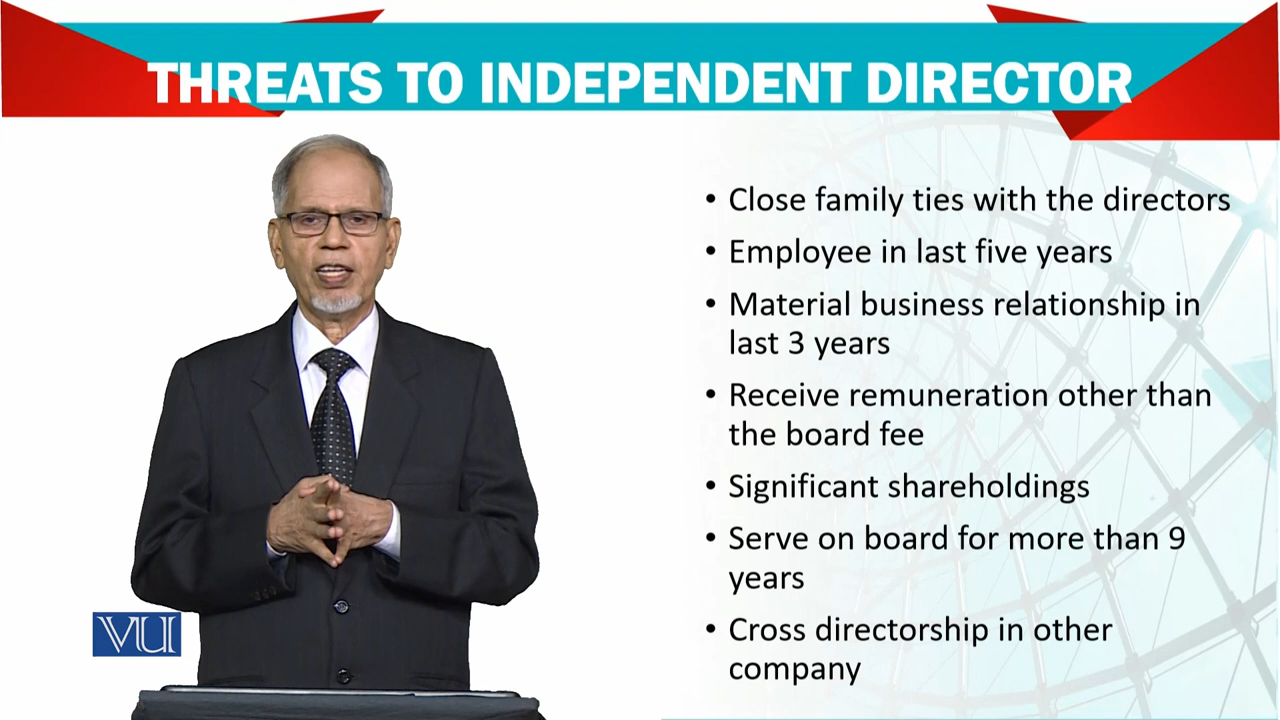 THREATS TO INDEPENDENT DIRECTOR
• Close family ties with the directors
• Employee in last five years
• Material business relationship in
last 3 years
• Receive remuneration other than
the board fee
• Significant shareholdings
• Serve on board for more than 9
years
• Cross directorship in other
company
VU